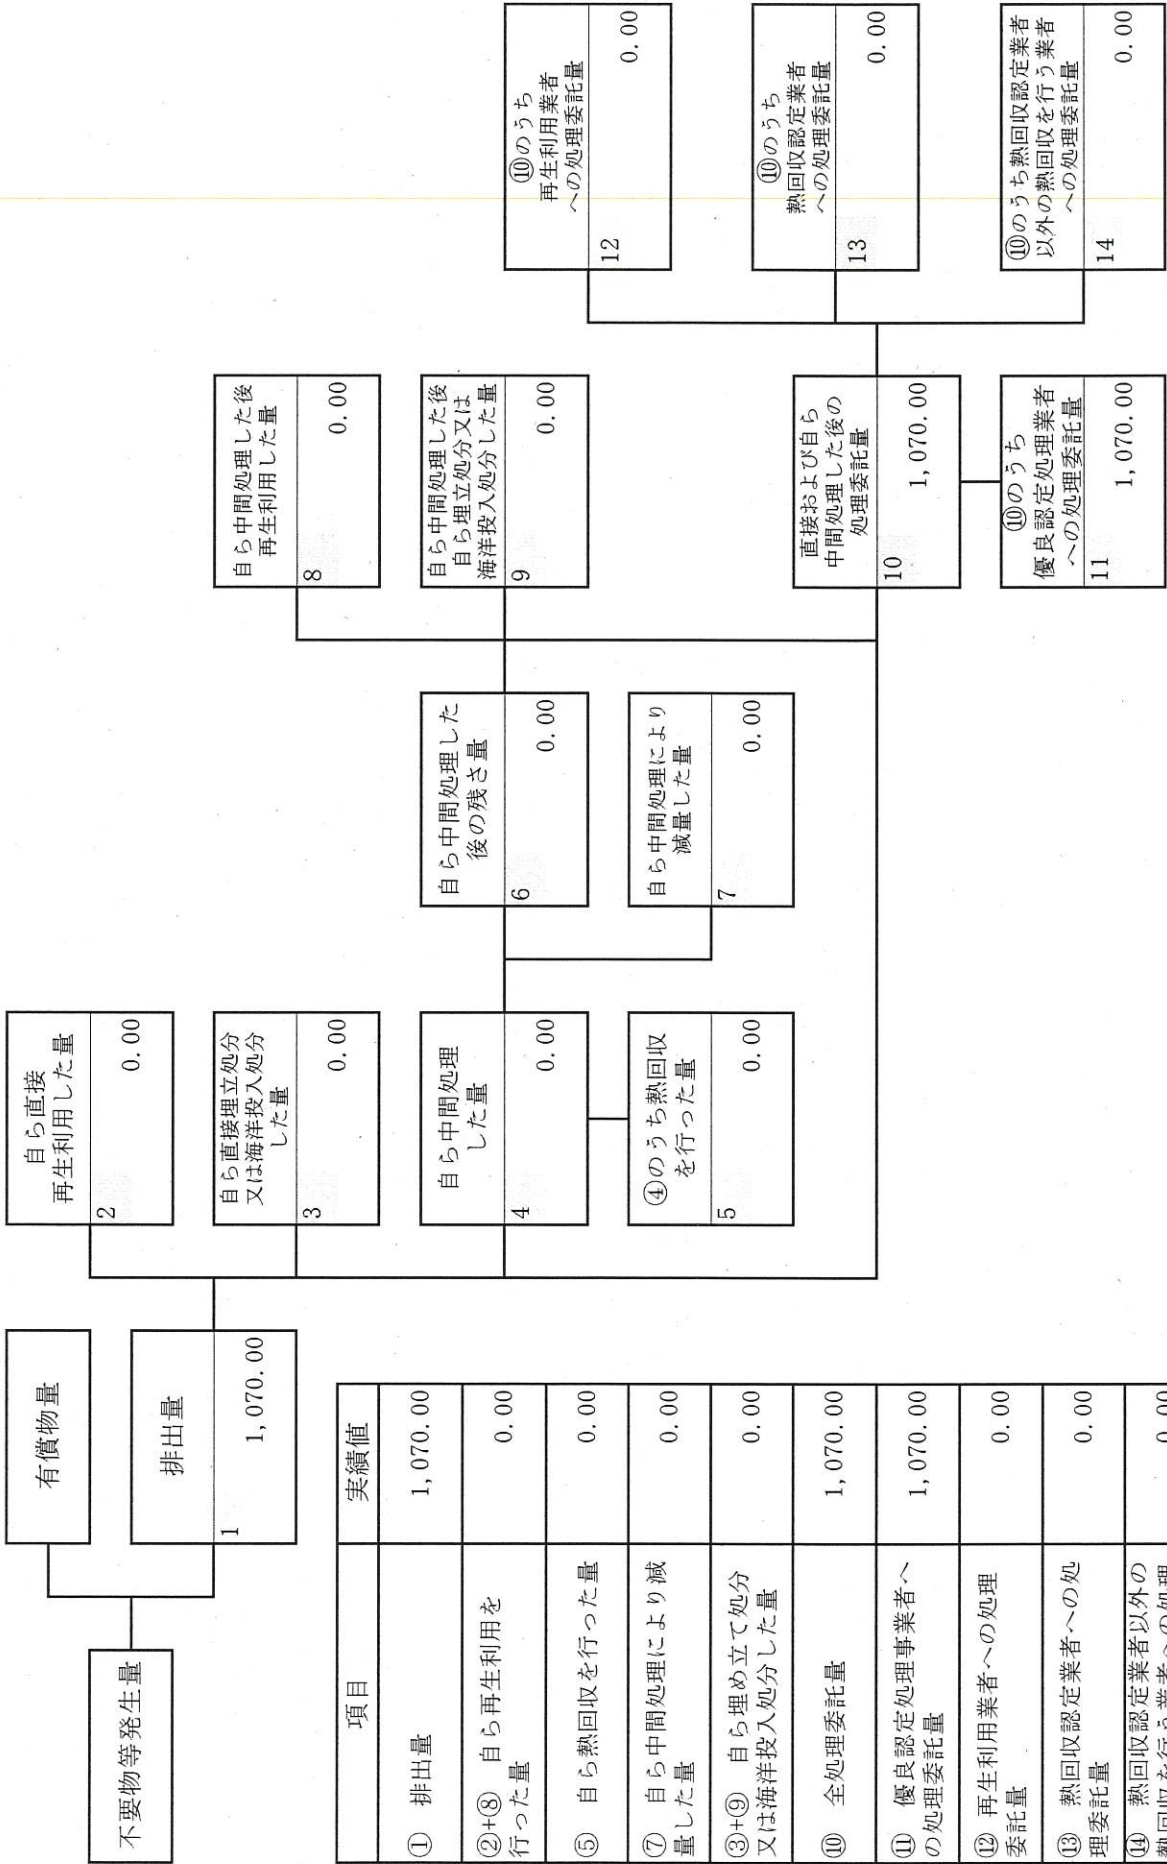 不要物等発生量
有償物量
排出量
1
1,070.00
自ら直接
再生利用した量
2
0.00
自ら直接埋立処分
又は海洋投入処分
した量
3
0.00
自ら中間処理
した量
4
0.00
④のうち熱回収
を行った量
5
0.00
自ら中間処理した
後の残さ量
6
0.00
自ら中間処理により
減量した量
7
0.00
自ら中間処理した後
再生利用した量
8
0.00
自ら中間処理した後
自ら埋立処分又は
海洋投入処分した量
9
0.00
直接および自ら
中間処理した後の
処理委託量
10
1,070.00
⑩のうち
優良認定処理業者
への処理委託量
11
1,070.00
⑩のうち
再生利用業者
への処理委託量
12
0.00
⑩のうち
熱回収認定業者
への処理委託量
13
0.00
⑩のうち熱回収認定業者
以外の熱回収を行う業者
への処理委託量
14
0.00
項目
実績値
① 排出量
1,070.00
②+⑧ 自ら再生利用を
行った量
0.00
⑤ 自ら熱回収を行った量
0.00
⑦ 自ら中間処理により減
量した量
0.00
③+⑨ 自ら埋め立て処分
又は海洋投入処分した量
0.00
⑩ 全処理委託量
1,070.00
⑪ 優良認定処理事業者へ
の処理委託量
1,070.00
⑫ 再生利用業者への処理
委託量
0.00
⑬ 熱回収認定業者への処
理委託量
0.00
⑭ 熱回収認定業者以外の
熱回収を行う業者への処理
0.00